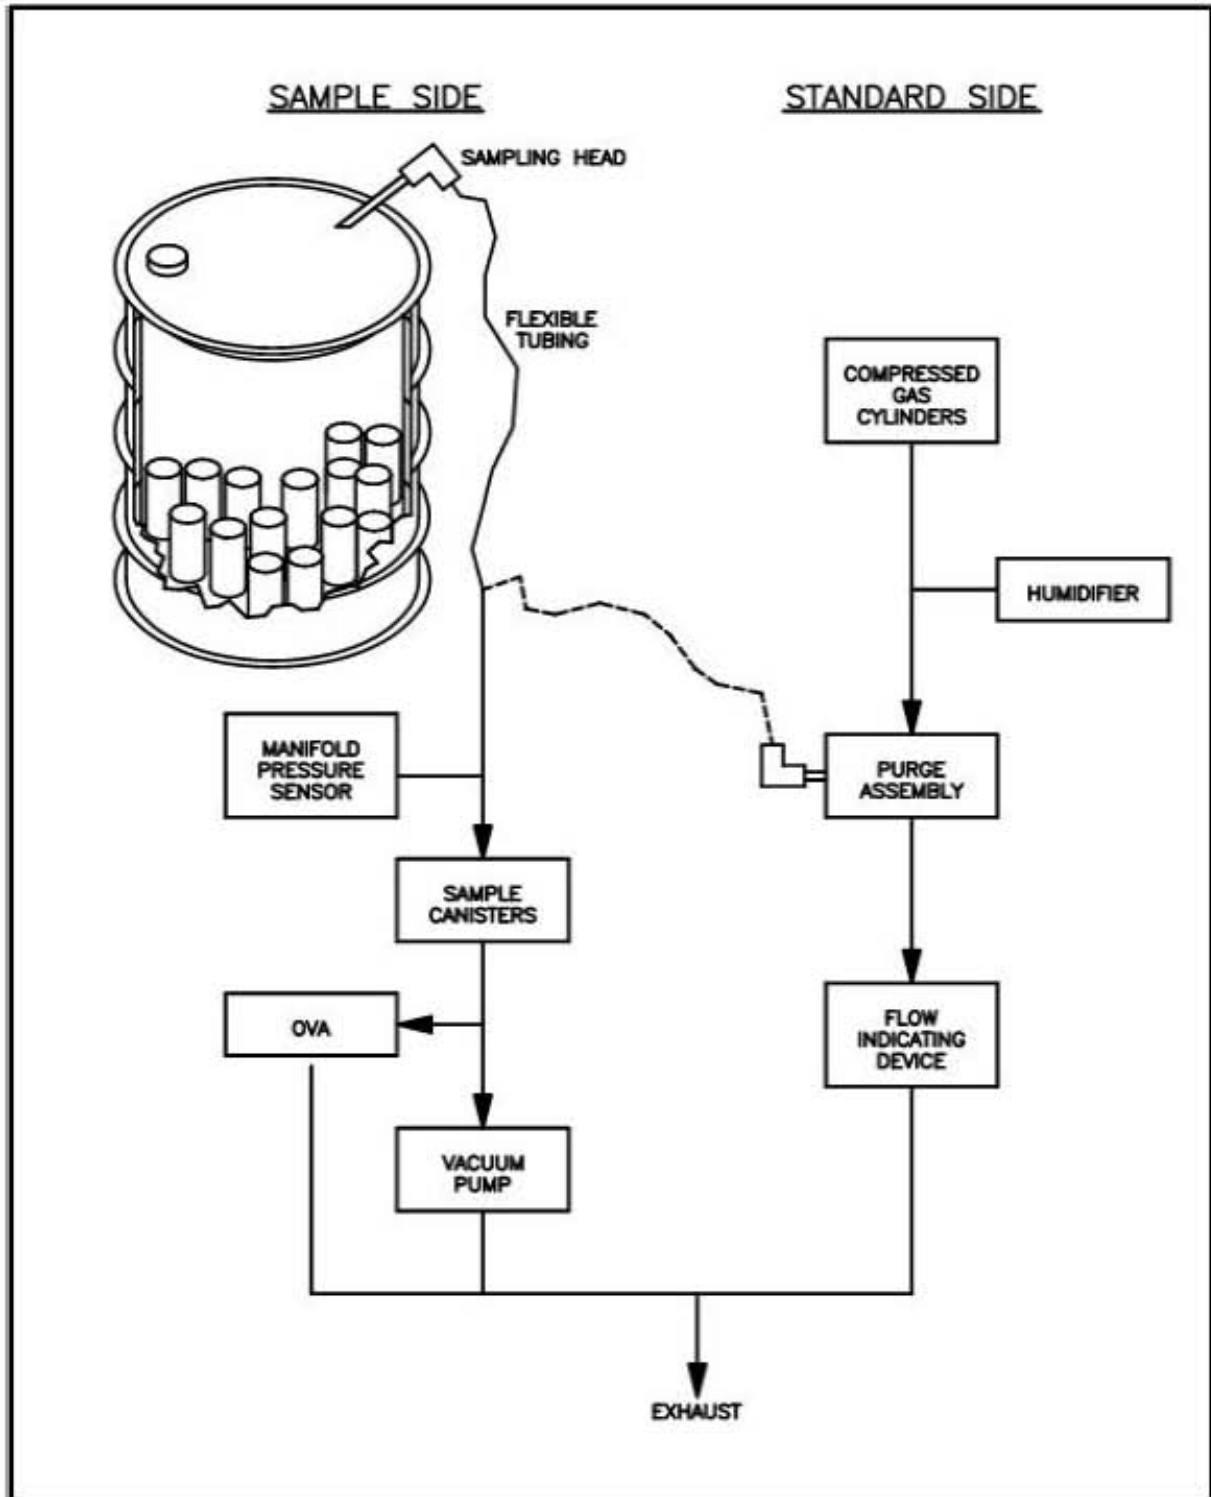 SAMPLE SIDE
STANDARD SIDE
SAMPLING HEAD
FLEXIBLE
TUBING
COMPRESSED
GAS
CYLINDERS
HUMIDIFIER
MANIFOLD
PRESSURE
SENSOR
PURGE
ASSEMBLY
SAMPLE
CANISTERS
OVA
FLOW
INDICATING
DEVICE
VACUUM
PUMP
EXHAUST